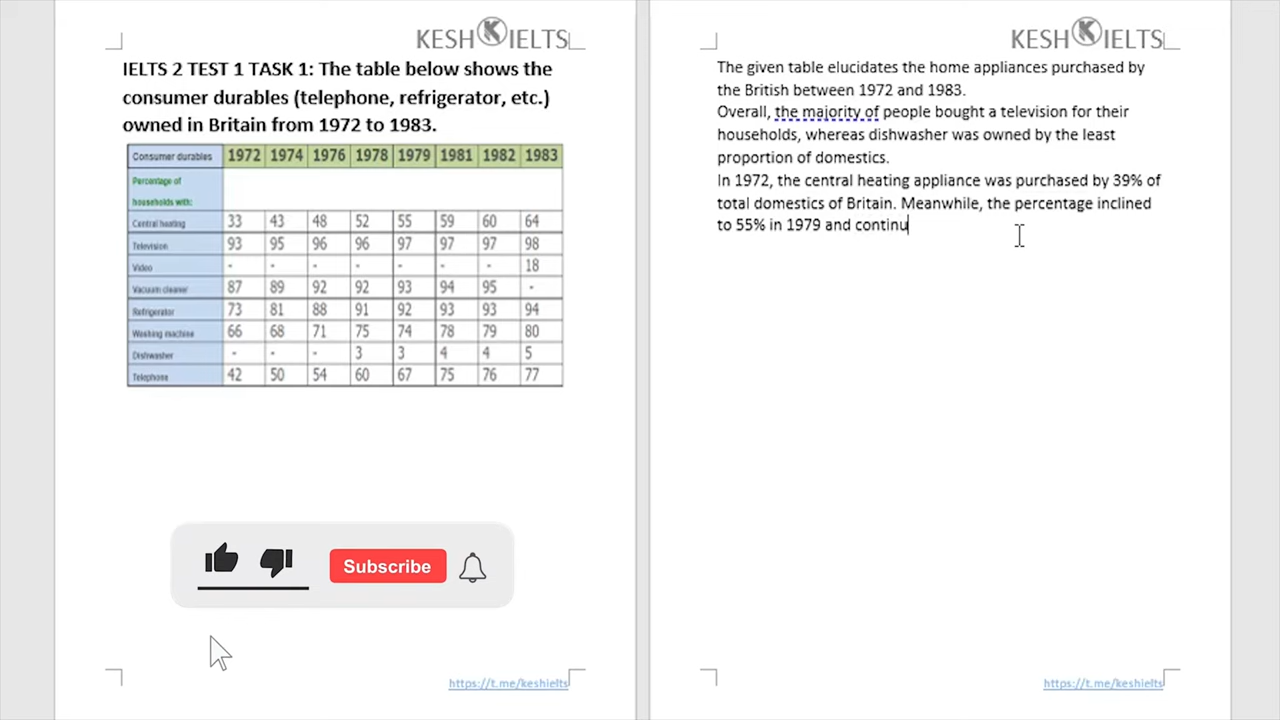 KESH K IELTS
IELTS 2 TEST 1 TASK 1: The table below shows the
consumer durables (telephone, refrigerator, etc.)
owned in Britain from 1972 to 1983.
Consumer durables 1972 1974 1976 1978 1979 1981 1982 1983
Percentage of
households with:
Central heating 33 43 48 52 55 59 60 64
Television 93 95 96 96 97 97 97 98
Video - - - - - - - 18
Vacuum cleaner 87 89 92 92 93 94 95 -
Refrigerator 73 81 88 91 92 93 93 94
Washing machine 66 68 71 75 74 78 79 80
Dishwasher - - - 3 3 4 4 5
Telephone 42 50 54 60 67 75 76 77
Subscribe
https://t.me/keshielts
KESH K IELTS
The given table elucidates the home appliances purchased by
the British between 1972 and 1983.
Overall, the majority of people bought a television for their
households, whereas dishwasher was owned by the least
proportion of domestics.
In 1972, the central heating appliance was purchased by 39% of
total domestics of Britain. Meanwhile, the percentage inclined
to 55% in 1979 and continu
https://t.me/keshielts